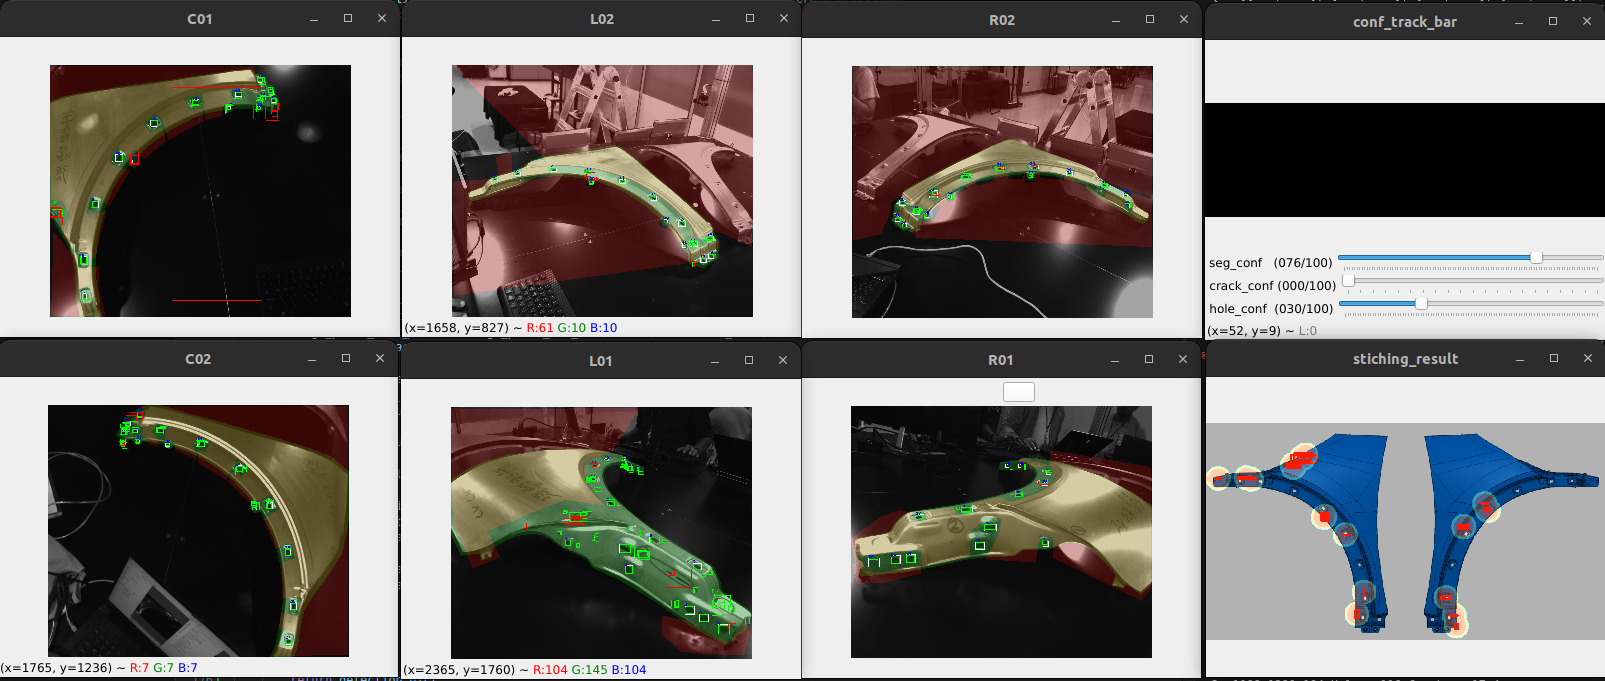 C01
L02
R02
conf_track_bar
(x=1658, y=827) ~ R:61 G:10 B:10
seg_conf (076/100)
crack_conf (000/100)
hole_conf (030/100)
(x=52, y=9) ~ L:0
C02
L01
R01
stiching_result
(x=1765, y=1236) ~ R:7 G:7 B:7
(x=2365, y=1760) ~ R:104 G:145 B:104